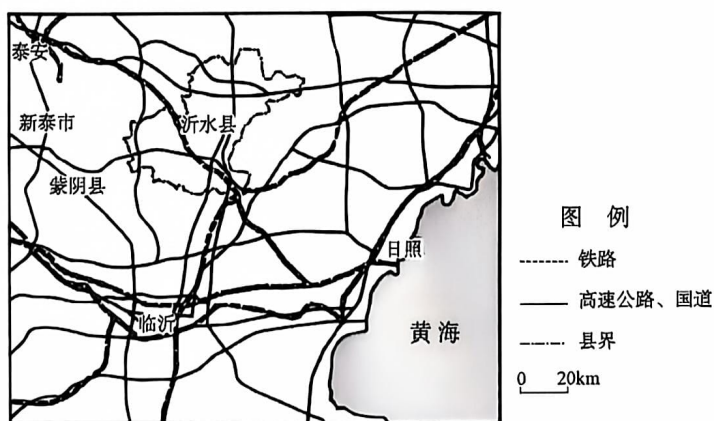 泰安
新泰市
沂水县
蒙阴县
日照
临沂
黄海
图 例
铁路
高速公路、国道
县界
0 20km